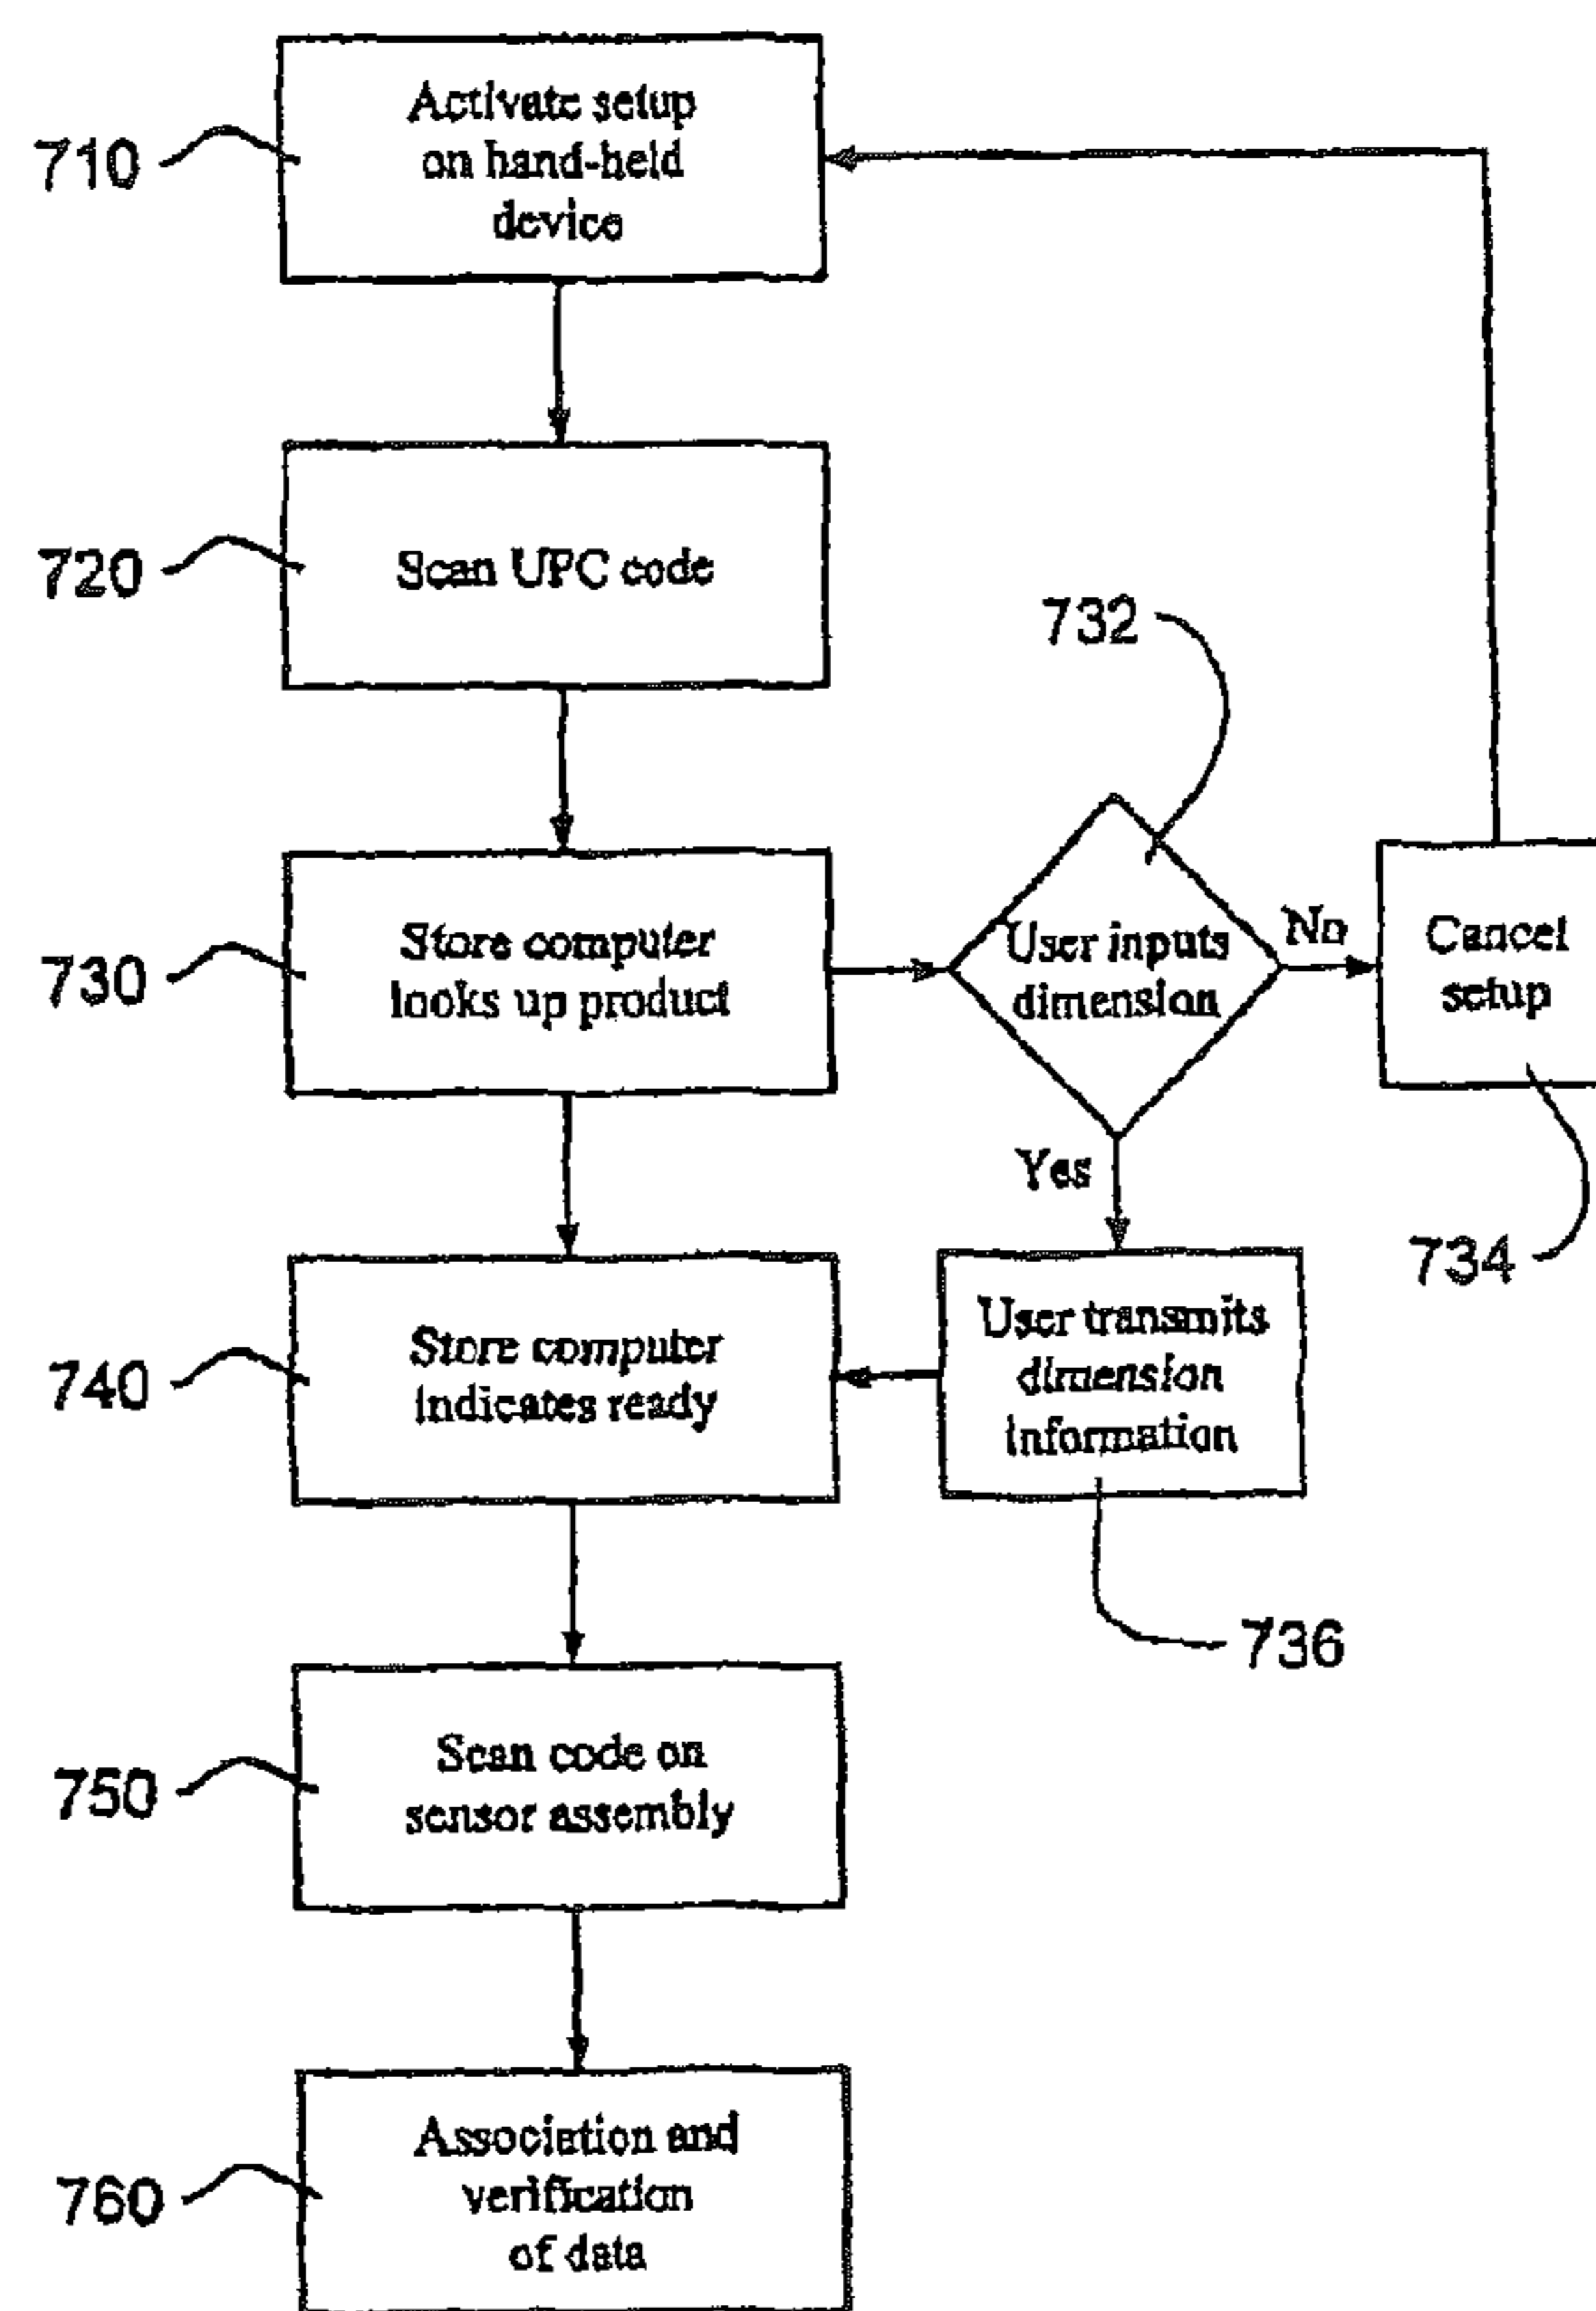 Activate setup
on hand-held
device
710
Scan UPC code
720
732
Store computer
looks up product
730
User inputs
dimension
No
Cancel
setup
Yes
734
Store computer
indicates ready
740
User transmits
dimension
information
736
Scan code on
sensor assembly
750
Association and
verification
of data
760